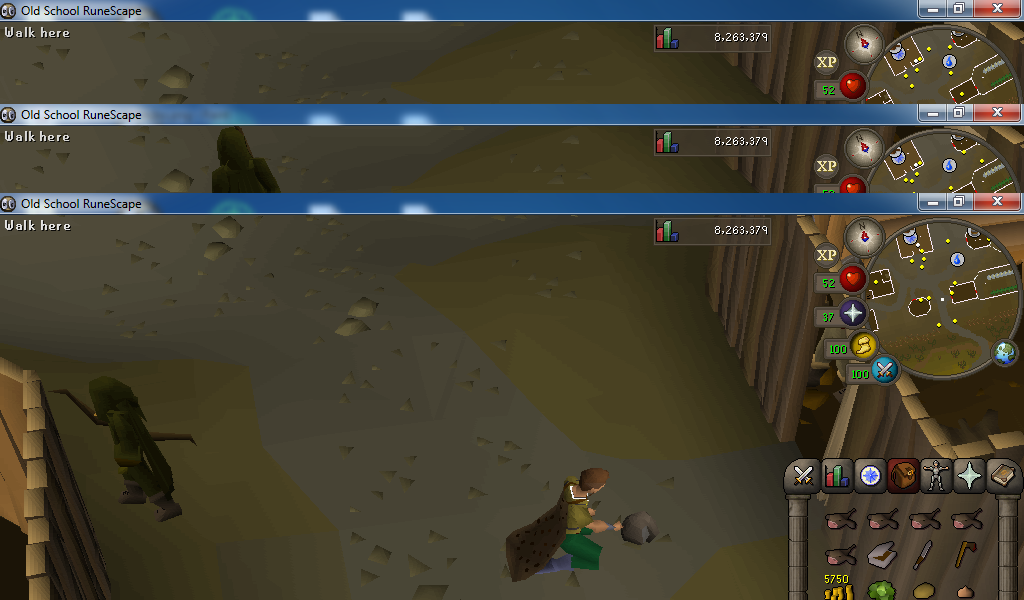 Old School RuneScape
Walk here
8,263,379
XP
52
Old School RuneScape
Walk here
8,263,379
XP
Old School RuneScape
Walk here
8,263,379
N
XP
52
37
100
100
5750